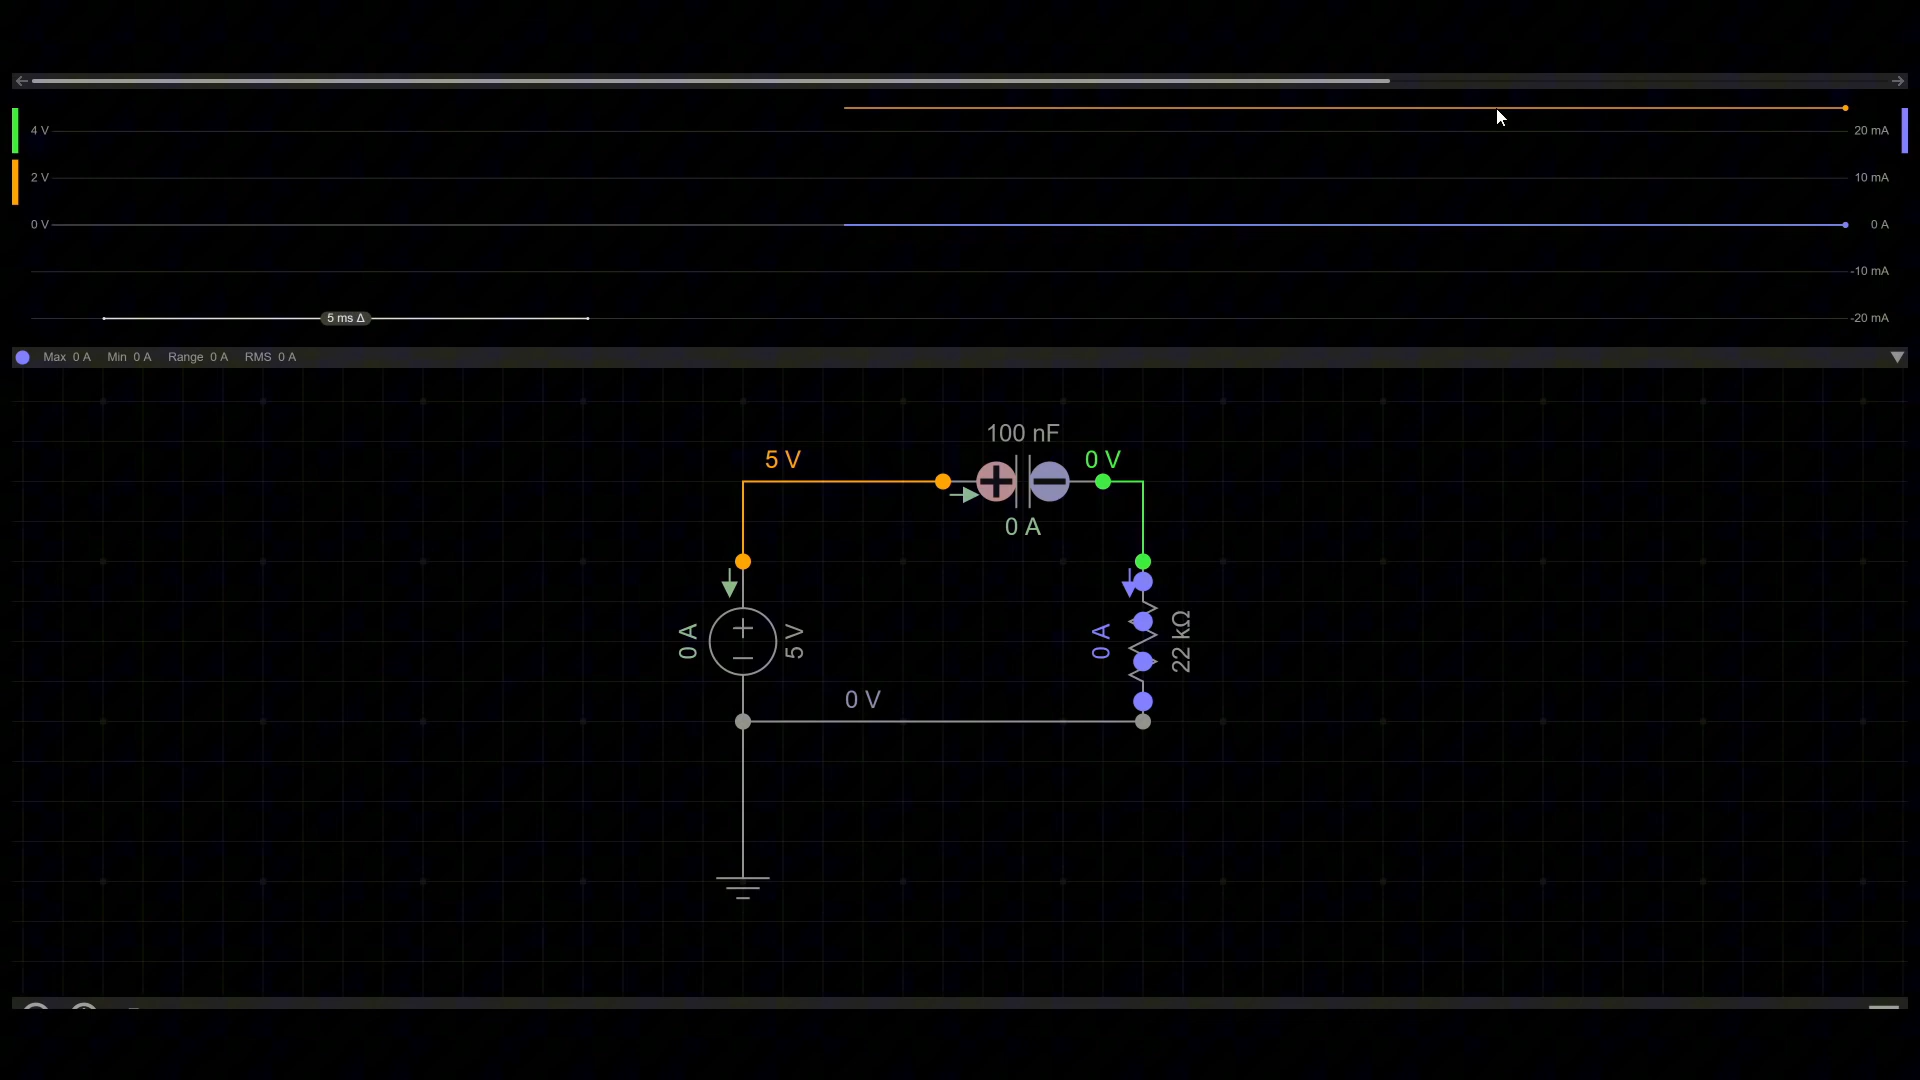 4 V
20 mA
2 V
10 mA
0 V
0 A
-10 mA
5 ms Δ
-20 mA
Max 0 A Min 0 A Range 0 A RMS 0 A
100 nF
5 V
0 V
0 A
0 A
5 V
0 A
22 kΩ
0 V